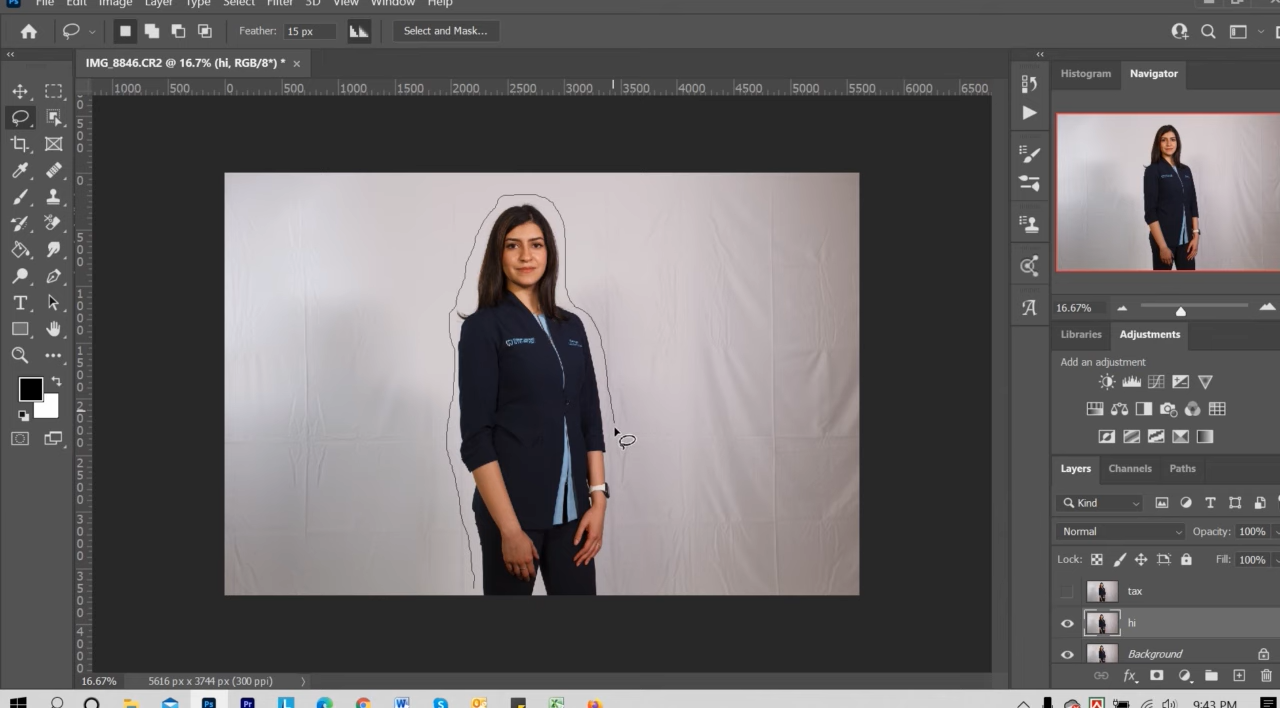 File Edit Image Layer Type Select Filter 3D View Window Help
Feather: 15 px Select and Mask...
IMG_8846.CR2 @ 16.7% (hi, RGB/8*) * ×
1000 500 0 500 1000 1500 2000 2500 3000 3500 4000 4500 5000 5500 6000 6500
Histogram Navigator
16.67%
Libraries Adjustments
Add an adjustment
Layers Channels Paths
Kind
Normal Opacity: 100%
Lock: Fill: 100%
tax
hi
Background
16.67% 5616 px x 3744 px (300 ppi)
9:43 PM